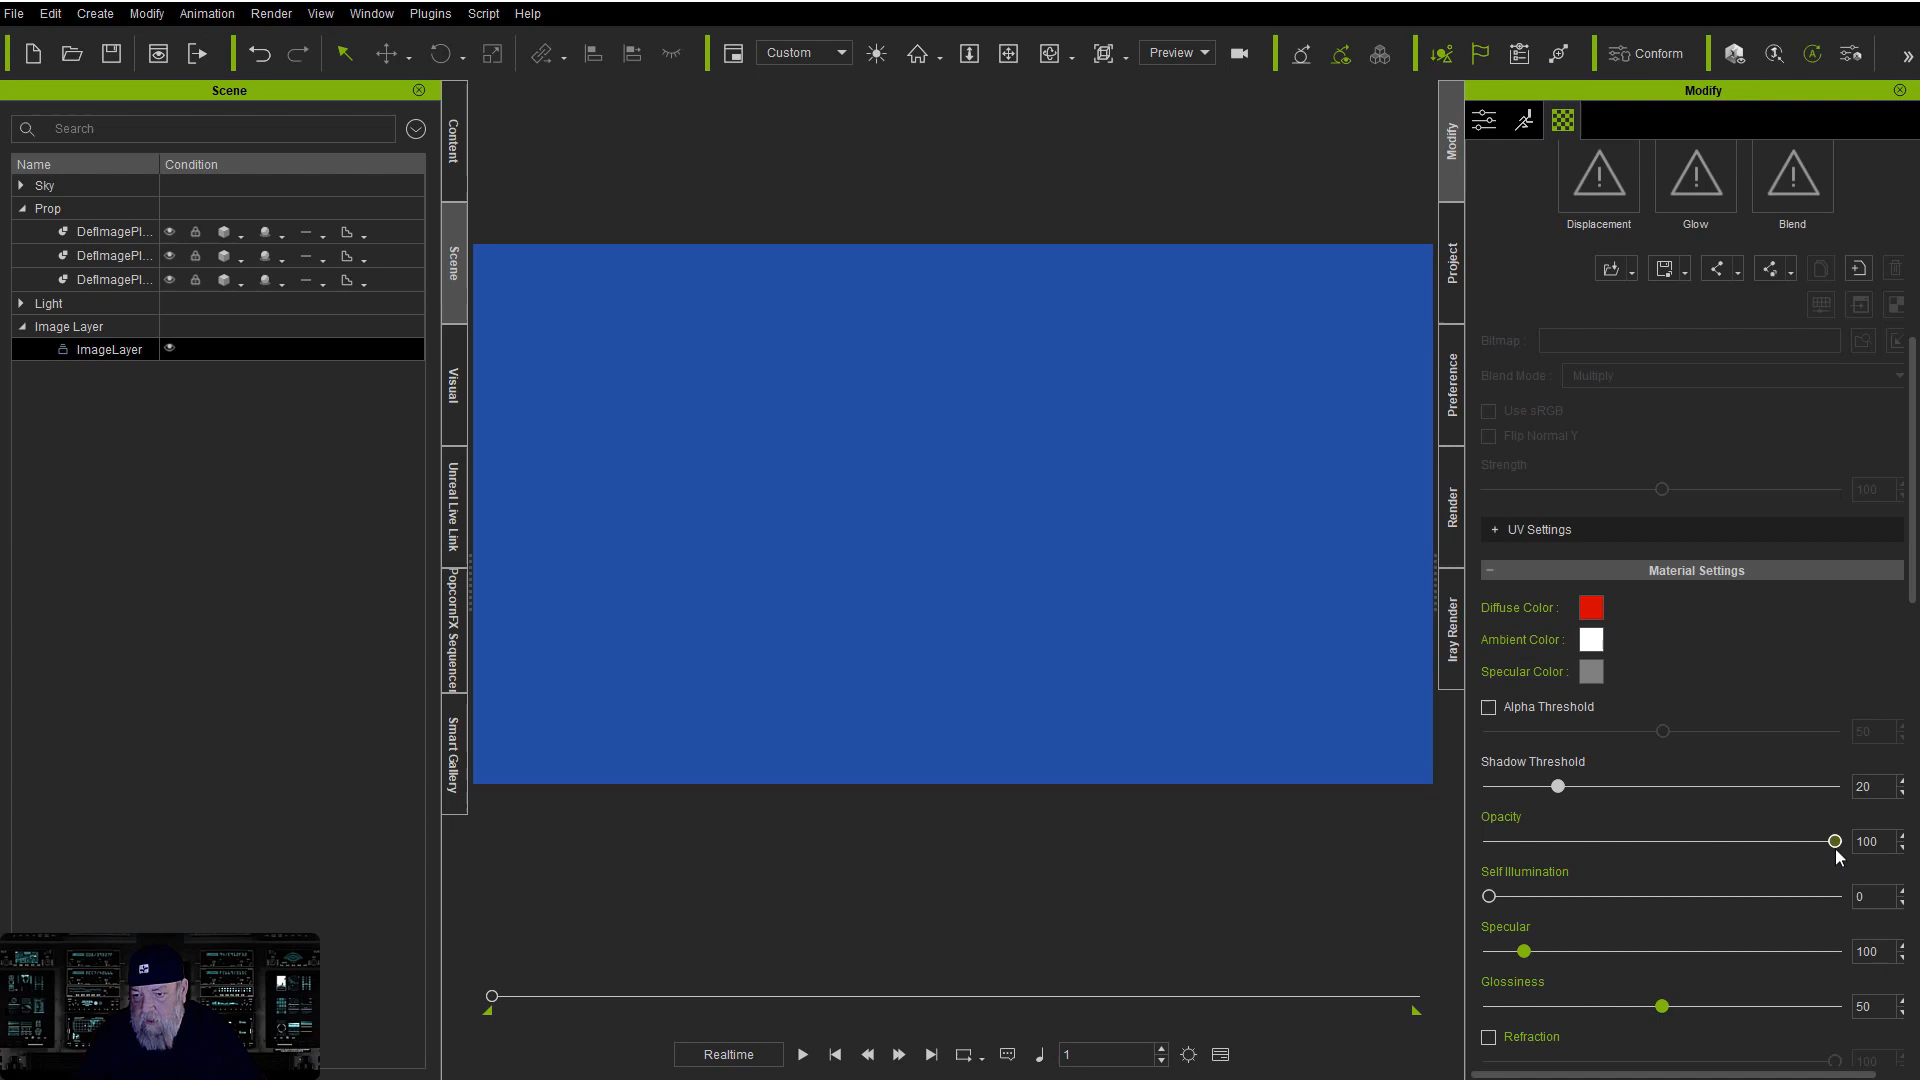 File Edit Create Modify Animation Render View Window Plugins Script Help
Custom
Preview
Conform
Scene
Search
Name Condition
Sky
Prop
DefImagePl...
DefImagePl...
DefImagePl...
Light
Image Layer
ImageLayer
Content
Scene
Visual
Unreal Live Link
PopcornFX Sequencer
Smart Gallery
Realtime
1
Modify
Project
Preference
Render
Iray Render
Modify
Displacement Glow Blend
Bitmap :
Blend Mode : Multiply
Use sRGB
Flip Normal Y
Strength
100
+ UV Settings
Material Settings
Diffuse Color :
Ambient Color :
Specular Color :
Alpha Threshold
50
Shadow Threshold
20
Opacity
100
Self Illumination
0
Specular
100
Glossiness
50
Refraction
100